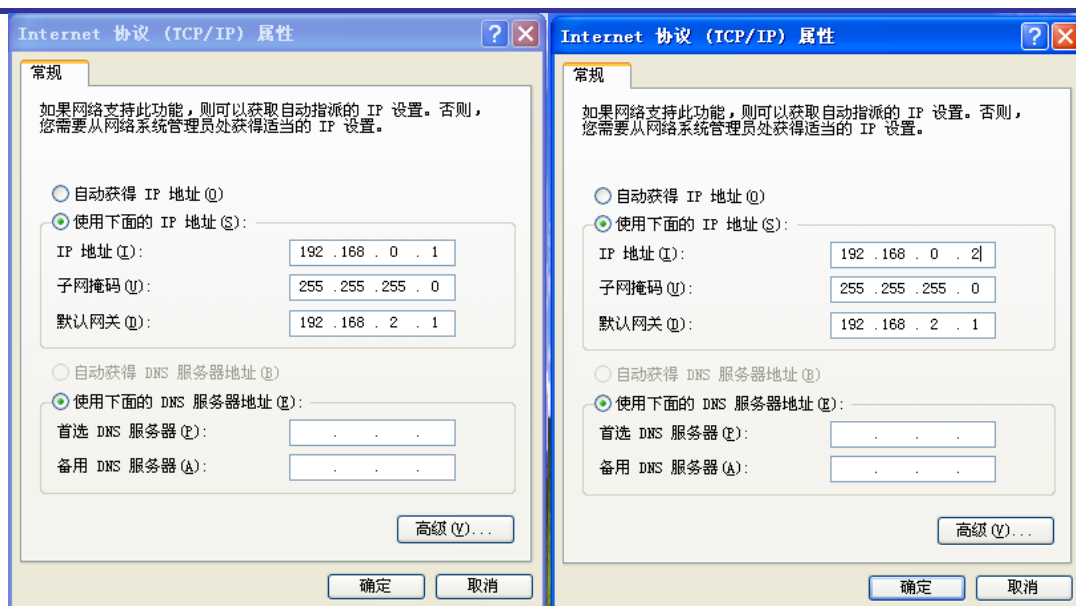 Internet 协议 (TCP/IP) 属性
常规
如果网络支持此功能，则可以获取自动指派的 IP 设置。否则，
您需要从网络系统管理员处获得适当的 IP 设置。
自动获得 IP 地址(O)
使用下面的 IP 地址(S):
IP 地址(I): 192 .168 . 0 . 1
子网掩码(U): 255 .255 .255 . 0
默认网关(D): 192 .168 . 2 . 1
自动获得 DNS 服务器地址(B)
使用下面的 DNS 服务器地址(E):
首选 DNS 服务器(P): . . .
备用 DNS 服务器(A): . . .
高级(V)...
确定 取消
Internet 协议 (TCP/IP) 属性
常规
如果网络支持此功能，则可以获取自动指派的 IP 设置。否则，
您需要从网络系统管理员处获得适当的 IP 设置。
自动获得 IP 地址(O)
使用下面的 IP 地址(S):
IP 地址(I): 192 .168 . 0 . 2
子网掩码(U): 255 .255 .255 . 0
默认网关(D): 192 .168 . 2 . 1
自动获得 DNS 服务器地址(B)
使用下面的 DNS 服务器地址(E):
首选 DNS 服务器(P): . . .
备用 DNS 服务器(A): . . .
高级(V)...
确定 取消